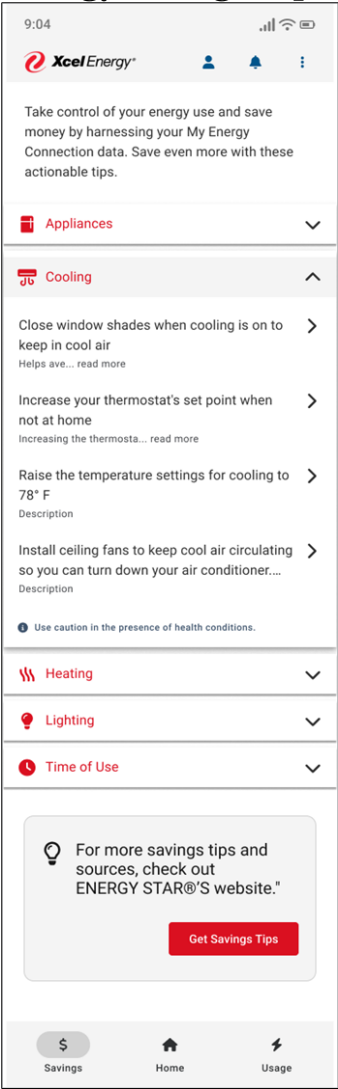 9:04
Xcel Energy®
Take control of your energy use and save
money by harnessing your My Energy
Connection data. Save even more with these
actionable tips.
Appliances
Cooling
Close window shades when cooling is on to
keep in cool air
Helps ave... read more
Increase your thermostat's set point when
not at home
Increasing the thermosta... read more
Raise the temperature settings for cooling to
78° F
Description
Install ceiling fans to keep cool air circulating
so you can turn down your air conditioner....
Description
Use caution in the presence of health conditions.
Heating
Lighting
Time of Use
For more savings tips and
sources, check out
ENERGY STAR®'S website."
Get Savings Tips
Savings
Home
Usage